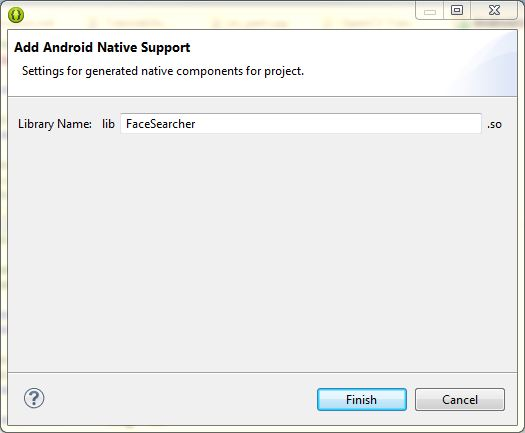 Add Android Native Support
Settings for generated native components for project.
Library Name: lib FaceSearcher .so
? Finish Cancel